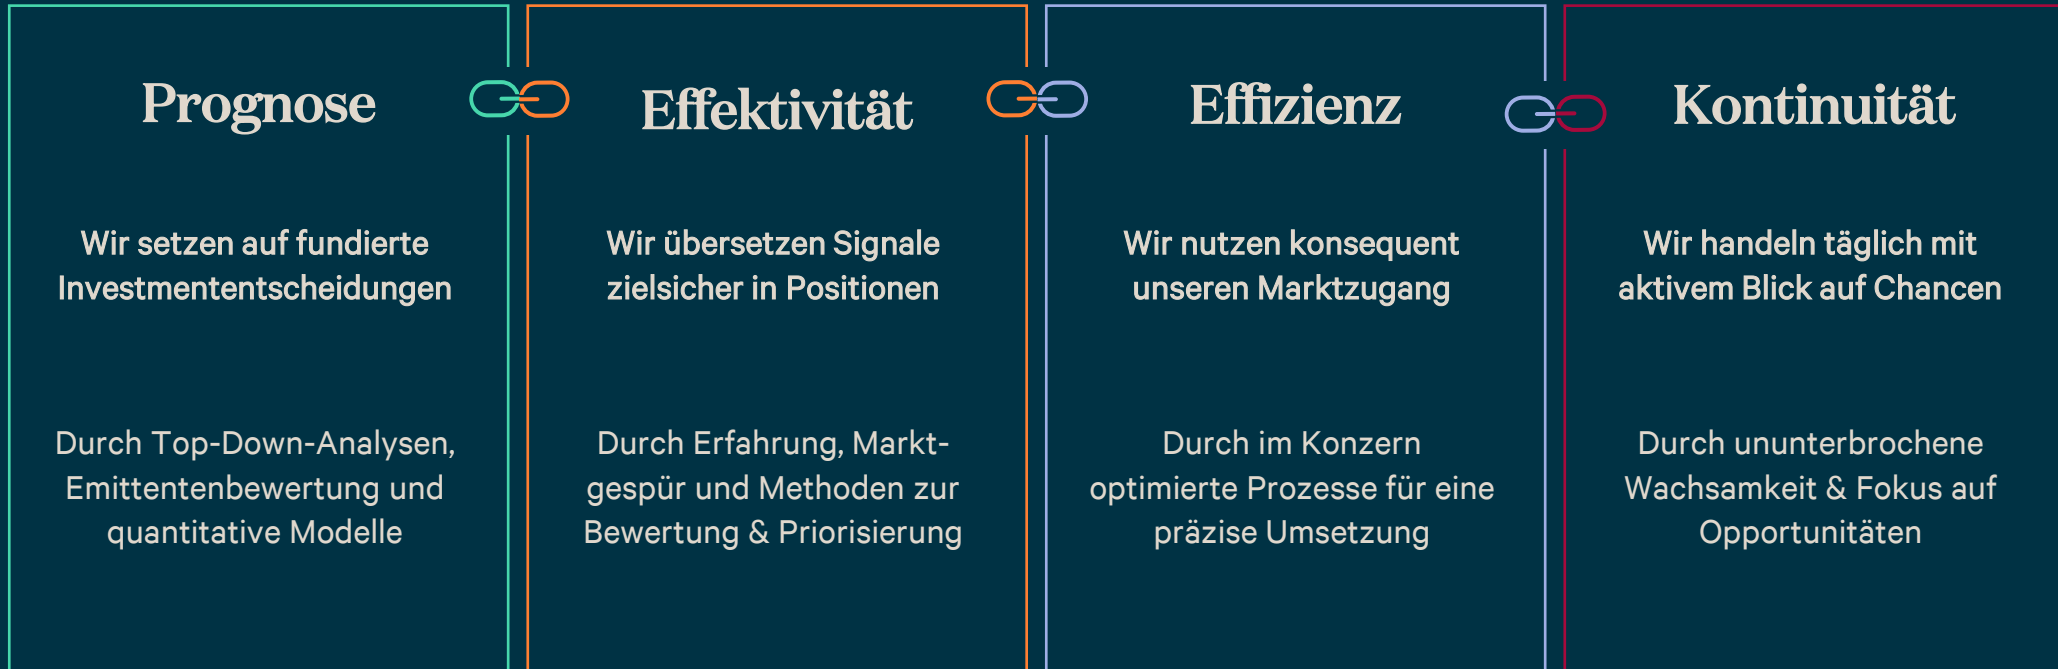 Prognose
Wir setzen auf fundierte
Investmententscheidungen
Durch Top-Down-Analysen,
Emittentenbewertung und
quantitative Modelle
Effektivität
Wir übersetzen Signale
zielsicher in Positionen
Durch Erfahrung, Markt-
gespür und Methoden zur
Bewertung & Priorisierung
Effizienz
Wir nutzen konsequent
unseren Marktzugang
Durch im Konzern
optimierte Prozesse für eine
präzise Umsetzung
Kontinuität
Wir handeln täglich mit
aktivem Blick auf Chancen
Durch ununterbrochene
Wachsamkeit & Fokus auf
Opportunitäten